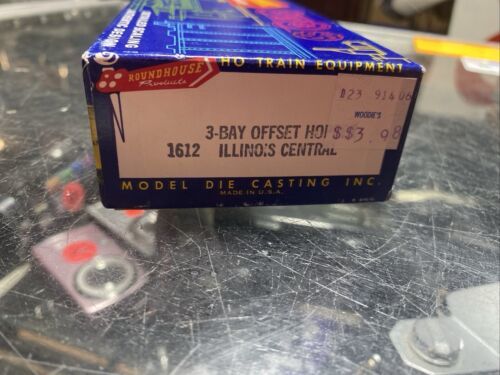 HO TRAIN EQUIPMENT
ROUNDHOUSE
Products
D23 91406
WOODIE'S
$$3.98
3-BAY OFFSET HO
1612 ILLINOIS CENTRAL
MODEL DIE CASTING INC.
MADE IN U.S.A.